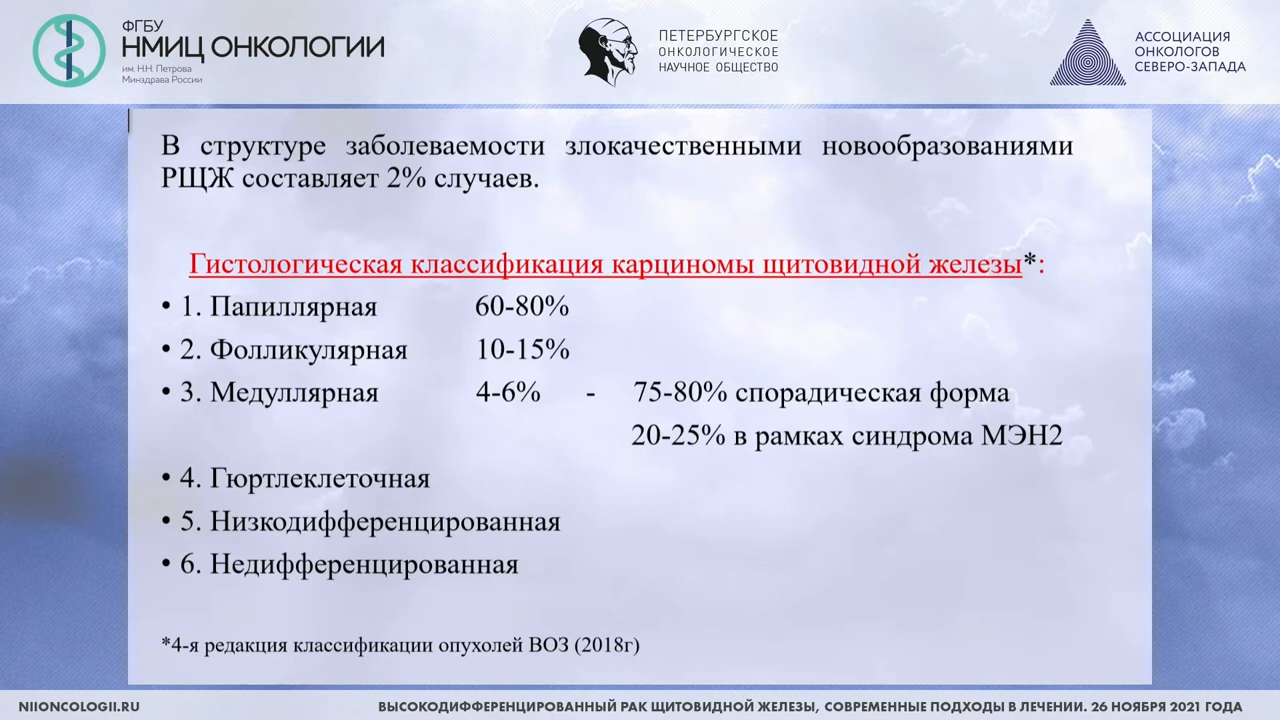 ФГБУ
НМИЦ ОНКОЛОГИИ
им. Н.Н. Петрова
Минздрава России
ПЕТЕРБУРГСКОЕ
ОНКОЛОГИЧЕСКОЕ
НАУЧНОЕ ОБЩЕСТВО
АССОЦИАЦИЯ
ОНКОЛОГОВ
СЕВЕРО-ЗАПАДА
В структуре заболеваемости злокачественными новообразованиями
РЩЖ составляет 2% случаев.
Гистологическая классификация карциномы щитовидной железы*:
• 1. Папиллярная 60-80%
• 2. Фолликулярная 10-15%
• 3. Медуллярная 4-6% - 75-80% спорадическая форма
20-25% в рамках синдрома МЭН2
• 4. Гюртлеклеточная
• 5. Низкодифференцированная
• 6. Недифференцированная
*4-я редакция классификации опухолей ВОЗ (2018г)
NIIONCOLOGII.RU
ВЫСОКОДИФФЕРЕНЦИРОВАННЫЙ РАК ЩИТОВИДНОЙ ЖЕЛЕЗЫ, СОВРЕМЕННЫЕ ПОДХОДЫ В ЛЕЧЕНИИ. 26 НОЯБРЯ 2021 ГОДА